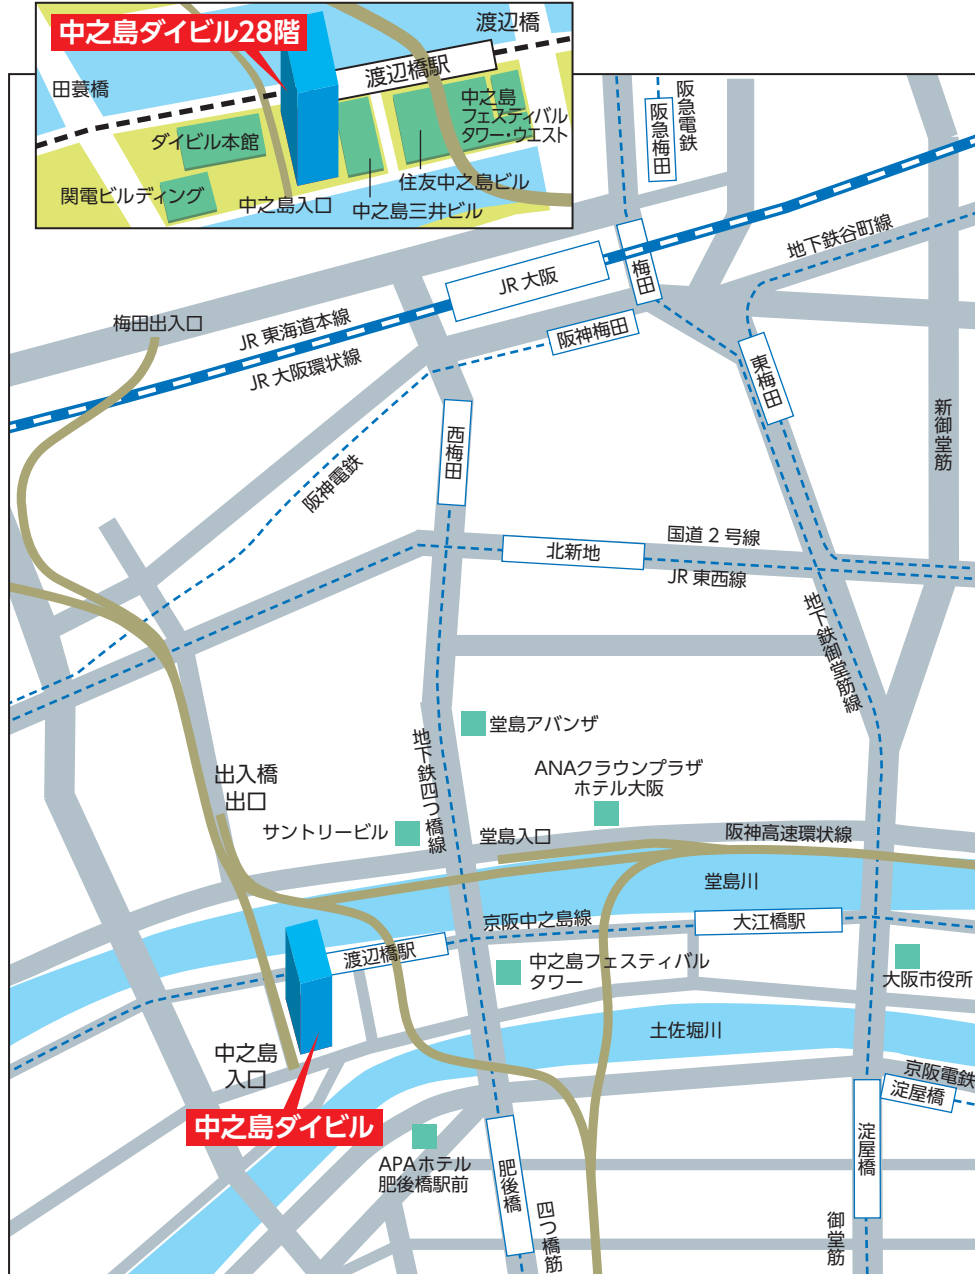 中之島ダイビル28階
渡辺橋
田蓑橋
渡辺橋駅
中之島
フェスティバル
タワー・ウエスト
ダイビル本館
住友中之島ビル
関電ビルディング
中之島入口
中之島三井ビル
阪急電鉄
阪急梅田
地下鉄谷町線
梅田
JR 大阪
梅田出入口
JR 東海道本線
阪神梅田
JR 大阪環状線
東梅田
新御堂筋
西梅田
阪神電鉄
国道 2 号線
北新地
JR 東西線
地下鉄御堂筋線
堂島アバンザ
地下鉄四つ橋線
ANAクラウンプラザ
ホテル大阪
出入橋
出口
サントリービル
堂島入口
阪神高速環状線
堂島川
京阪中之島線
大江橋駅
渡辺橋駅
中之島フェスティバル
タワー
大阪市役所
土佐堀川
中之島
入口
京阪電鉄
淀屋橋
中之島ダイビル
淀屋橋
APAホテル
肥後橋駅前
肥後橋
四つ橋筋
御堂筋